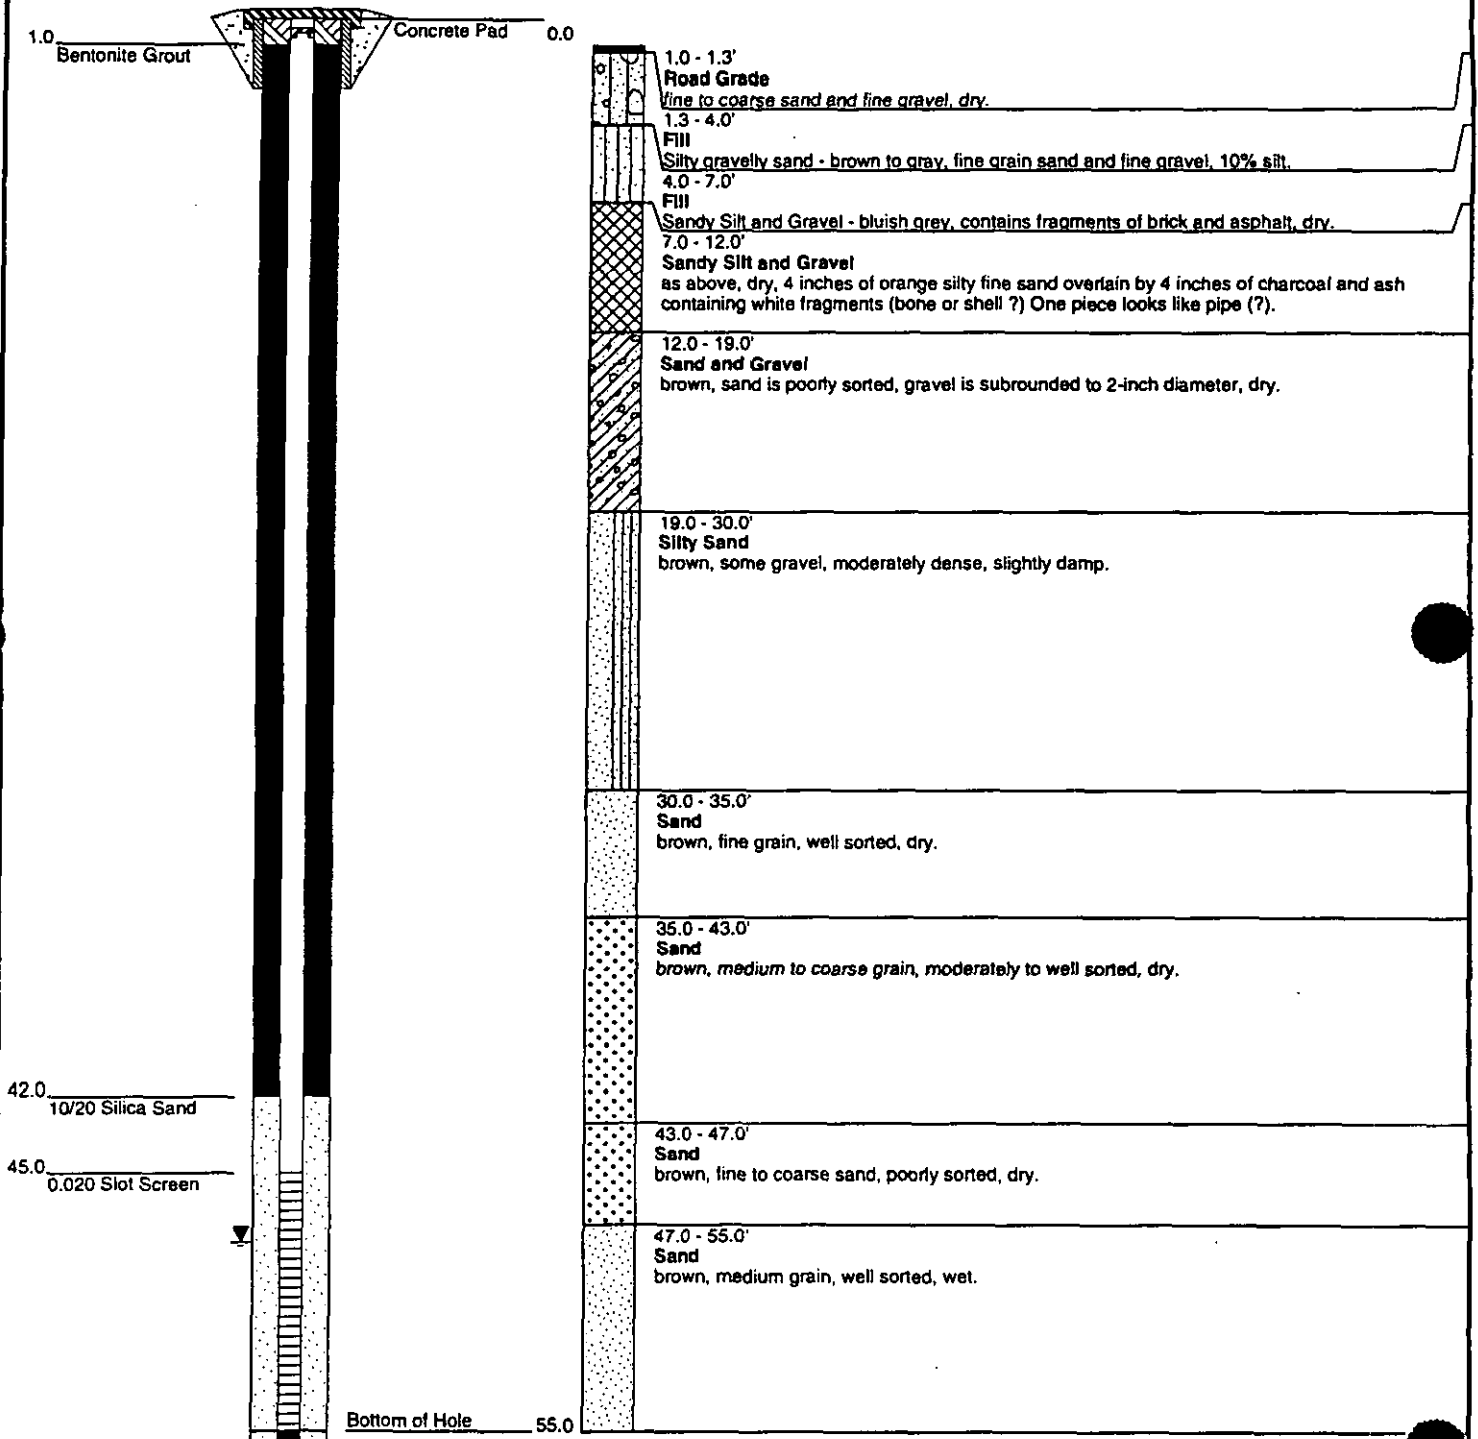 Concrete Pad
0.0
1.0
Bentonite Grout
1.0 - 1.3'
Road Grade
fine to coarse sand and fine gravel, dry.
1.3 - 4.0'
Fill
Silty gravelly sand - brown to gray, fine grain sand and fine gravel, 10% silt.
4.0 - 7.0'
Fill
Sandy Silt and Gravel - bluish grey, contains fragments of brick and asphalt, dry.
7.0 - 12.0'
Sandy Silt and Gravel
as above, dry, 4 inches of orange silty fine sand overlain by 4 inches of charcoal and ash
containing white fragments (bone or shell ?) One piece looks like pipe (?).
12.0 - 19.0'
Sand and Gravel
brown, sand is poorly sorted, gravel is subrounded to 2-inch diameter, dry.
19.0 - 30.0'
Silty Sand
brown, some gravel, moderately dense, slightly damp.
30.0 - 35.0'
Sand
brown, fine grain, well sorted, dry.
35.0 - 43.0'
Sand
brown, medium to coarse grain, moderately to well sorted, dry.
42.0
10/20 Silica Sand
43.0 - 47.0'
Sand
brown, fine to coarse sand, poorly sorted, dry.
45.0
0.020 Slot Screen
47.0 - 55.0'
Sand
brown, medium grain, well sorted, wet.
Bottom of Hole
55.0